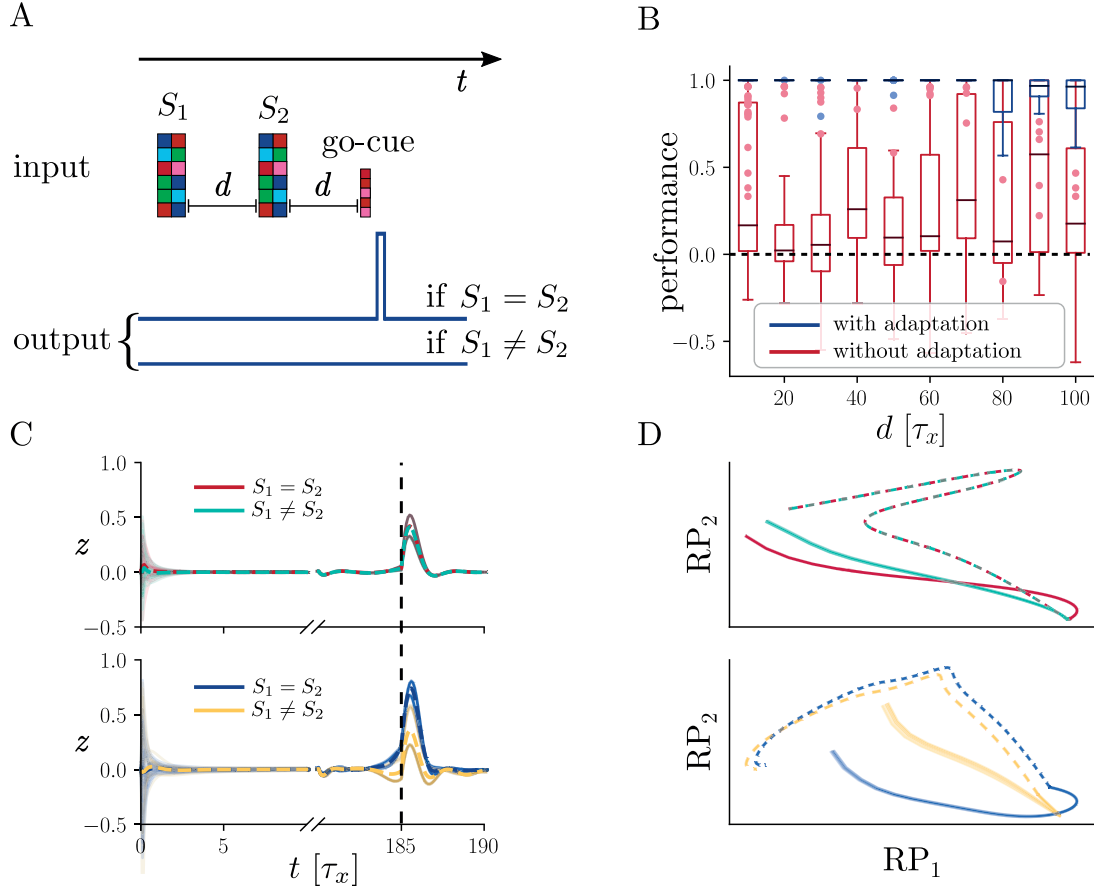 A
t
S1 S2
go-cue
input
d d
if S1 = S2
output
if S1 ≠ S2
B
performance
1.0
0.5
0.0
−0.5
with adaptation
without adaptation
20 40 60 80 100
d [τx]
C
z
1.0
0.5
0.0
−0.5
S1 = S2
S1 ≠ S2
z
1.0
0.5
0.0
−0.5
S1 = S2
S1 ≠ S2
0 5 185 190
t [τx]
D
RP2
RP2
RP1